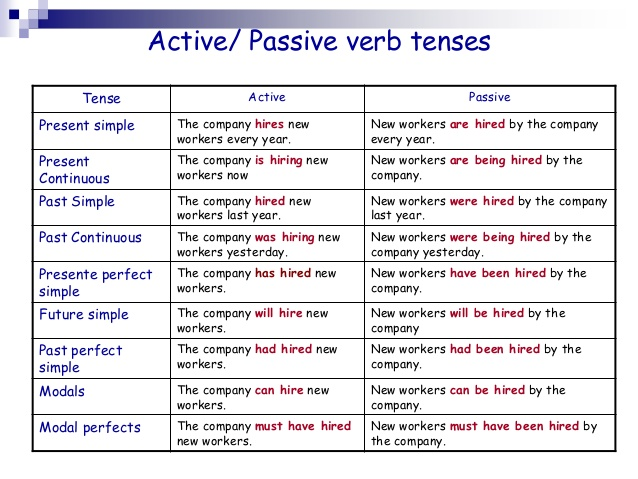 Active/ Passive verb tenses
Tense Active Passive
Present simple
The company hires new
workers every year.
New workers are hired by the company
every year.
Present
Continuous
The company is hiring new
workers now
New workers are being hired by the
company.
Past Simple
The company hired new
workers last year.
New workers were hired by the company
last year.
Past Continuous
The company was hiring new
workers yesterday.
New workers were being hired by the
company yesterday.
Presente perfect
simple
The company has hired new
workers.
New workers have been hired by the
company.
Future simple
The company will hire new
workers.
New workers will be hired by the
company
Past perfect
simple
The company had hired new
workers.
New workers had been hired by the
company.
Modals
The company can hire new
workers.
New workers can be hired by the
company.
Modal perfects
The company must have hired
new workers.
New workers must have been hired by
the company.